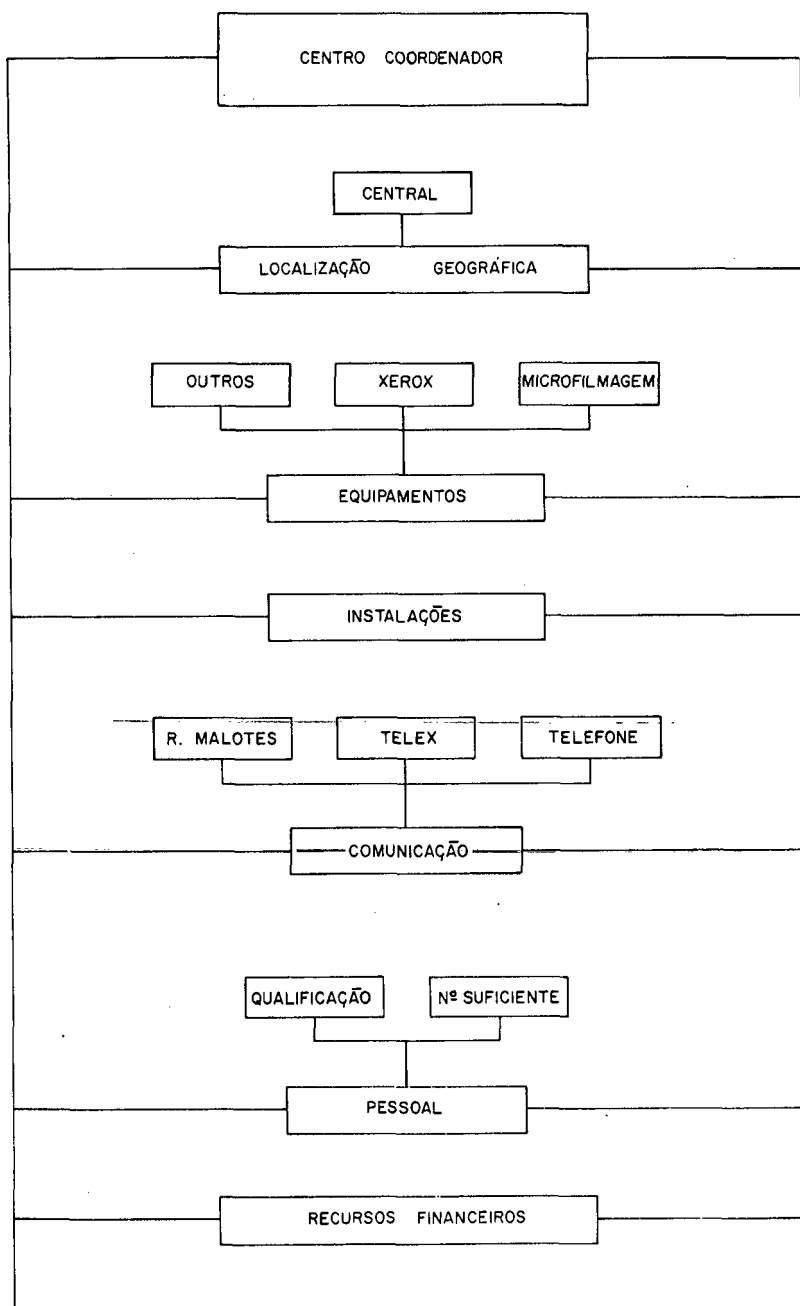 CENTRO COORDENADOR
CENTRAL
LOCALIZAÇÃO GEOGRÁFICA
OUTROS XEROX MICROFILMAGEM
EQUIPAMENTOS
INSTALAÇÕES
R. MALOTES TELEX TELEFONE
COMUNICAÇÃO
QUALIFICAÇÃO Nº SUFICIENTE
PESSOAL
RECURSOS FINANCEIROS